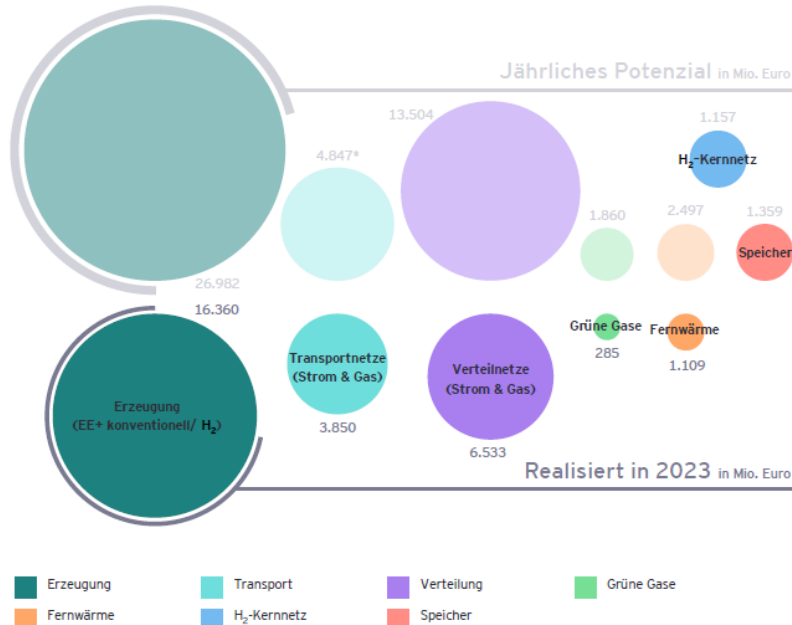 Jährliches Potenzial in Mio. Euro
13.504
1.157
4.847*
H₂-Kernnetz
1.860
2.497
1.359
Speicher
26.982
16.360
Grüne Gase
Fernwärme
285
1.109
Transportnetze
(Strom & Gas)
Verteilnetze
(Strom & Gas)
Erzeugung
(EE+ konventionell/ H₂)
3.850
6.533
Realisiert in 2023 in Mio. Euro
Erzeugung
Transport
Verteilung
Grüne Gase
Fernwärme
H₂-Kernnetz
Speicher